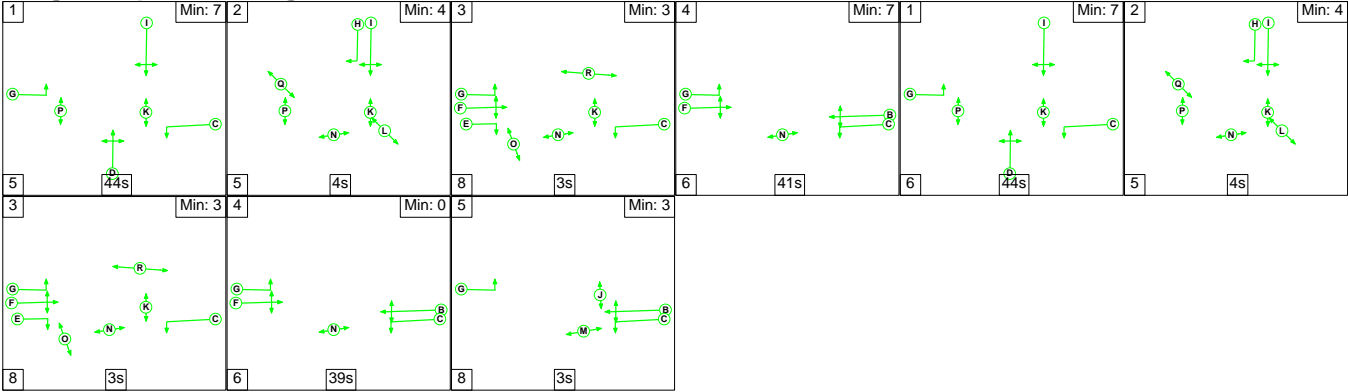 1 Min: 7
I
G
P
K
C
D
5 44s
2 Min: 4
H I
Q
P
K
N L
5 4s
3 Min: 3
R
G
F
K
E
N
O
8 3s
4 Min: 7
G
F
B
C
N
6 41s
1 Min: 7
I
G
P
K
C
D
6 44s
2 Min: 4
H I
Q
P
K
N L
5 4s
3 Min: 3
R
G
F
K
E C
N
O
8 3s
4 Min: 0
G
F
B
C
N
6 39s
5 Min: 3
G
J
B
C
M
8 3s